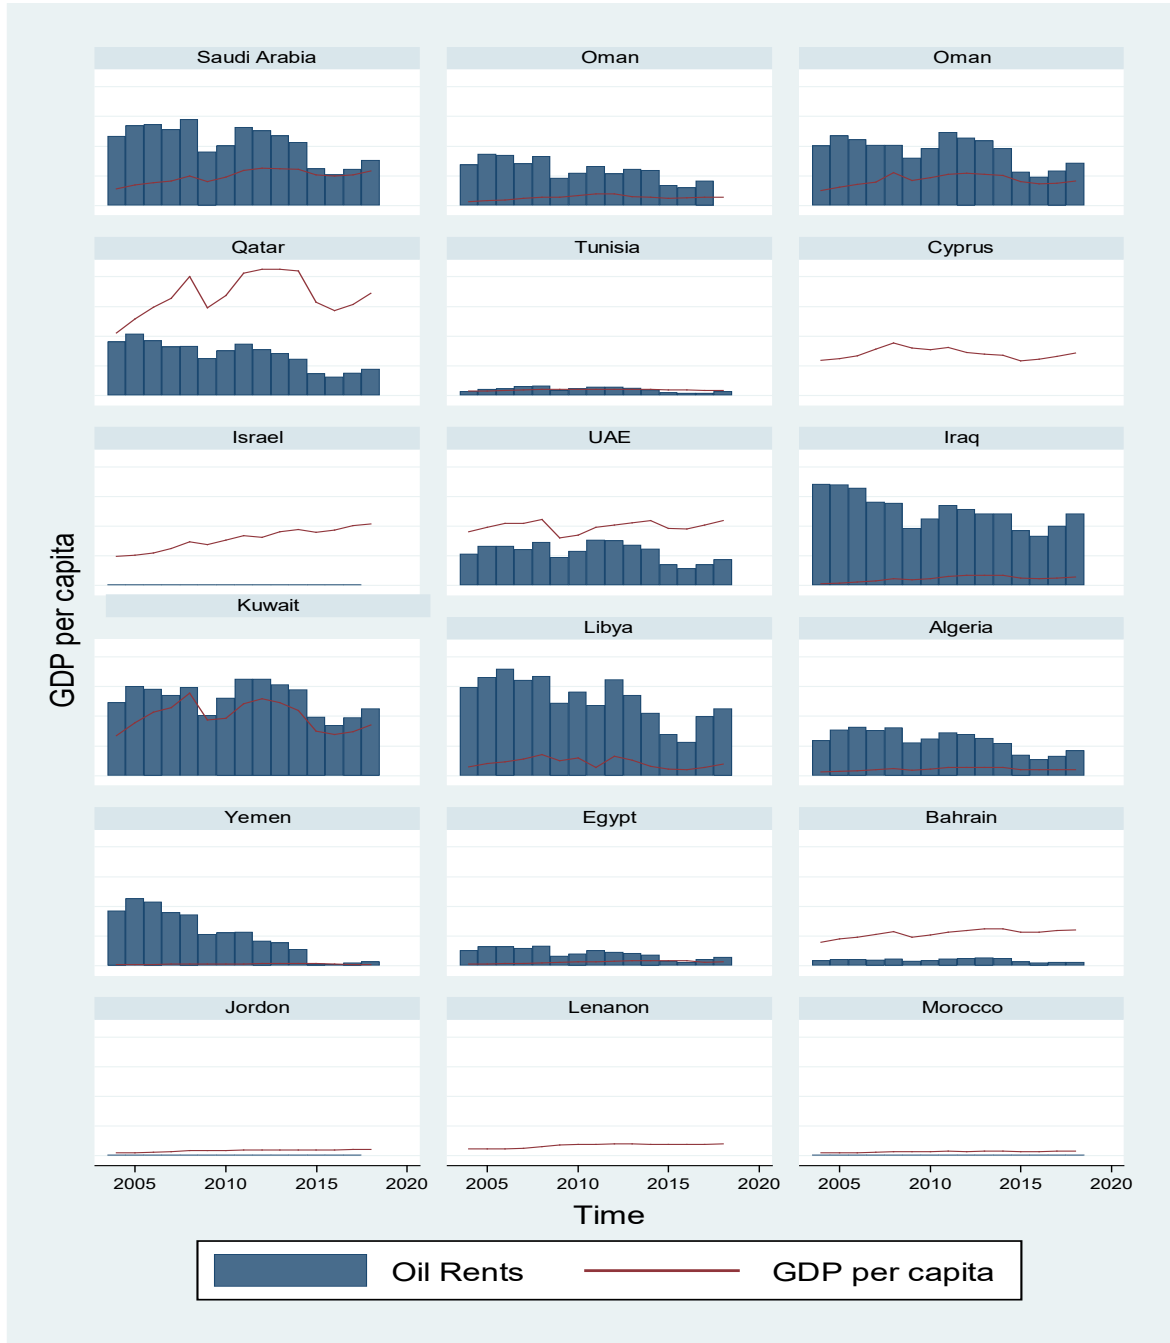 Saudi Arabia
Oman
Oman
Qatar
Tunisia
Cyprus
Israel
UAE
Iraq
GDP per capita
Kuwait
Libya
Algeria
Yemen
Egypt
Bahrain
Jordon
Lenanon
Morocco
2005 2010 2015 2020
2005 2010 2015 2020
2005 2010 2015 2020
Time
Oil Rents
GDP per capita